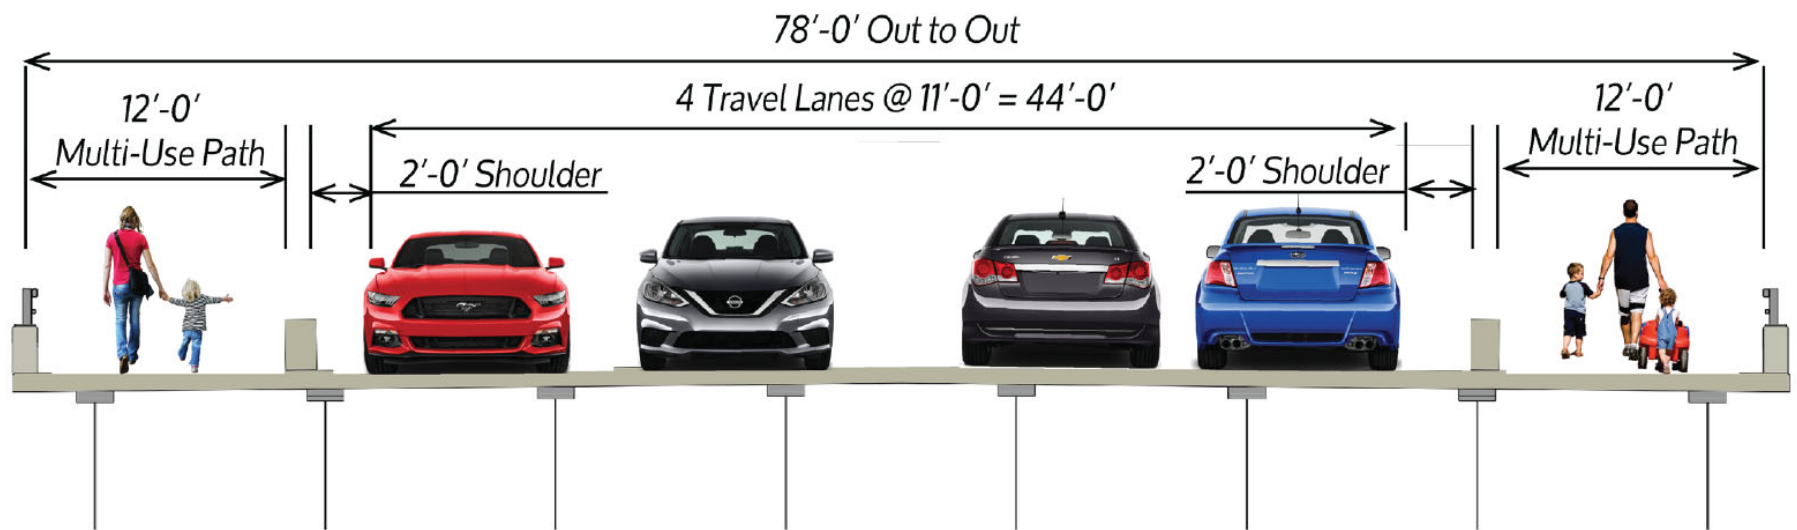 78'-0' Out to Out
4 Travel Lanes @ 11'-0' = 44'-0'
12'-0'
Multi-Use Path
12'-0'
Multi-Use Path
2'-0' Shoulder
2'-0' Shoulder